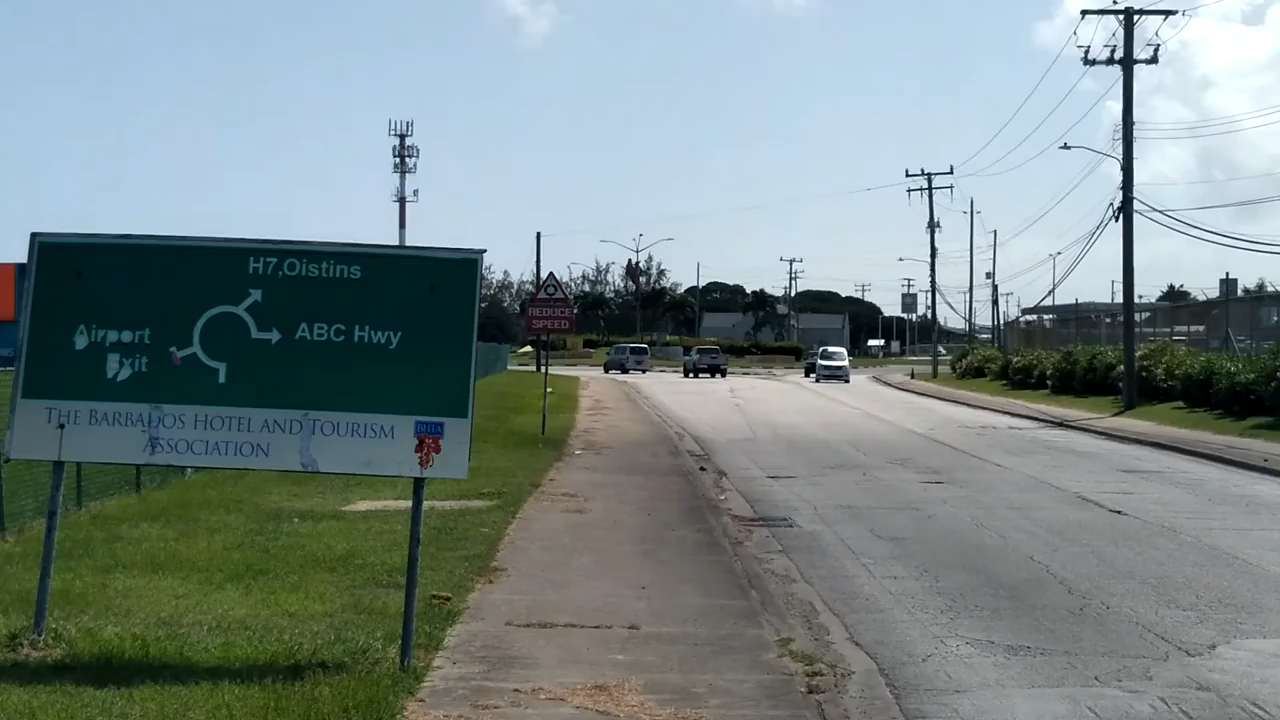 H7,Oistins
Airport
Exit
ABC Hwy
THE BARBADOS HOTEL AND TOURISM
ASSOCIATION
BHTA
REDUCE
SPEED